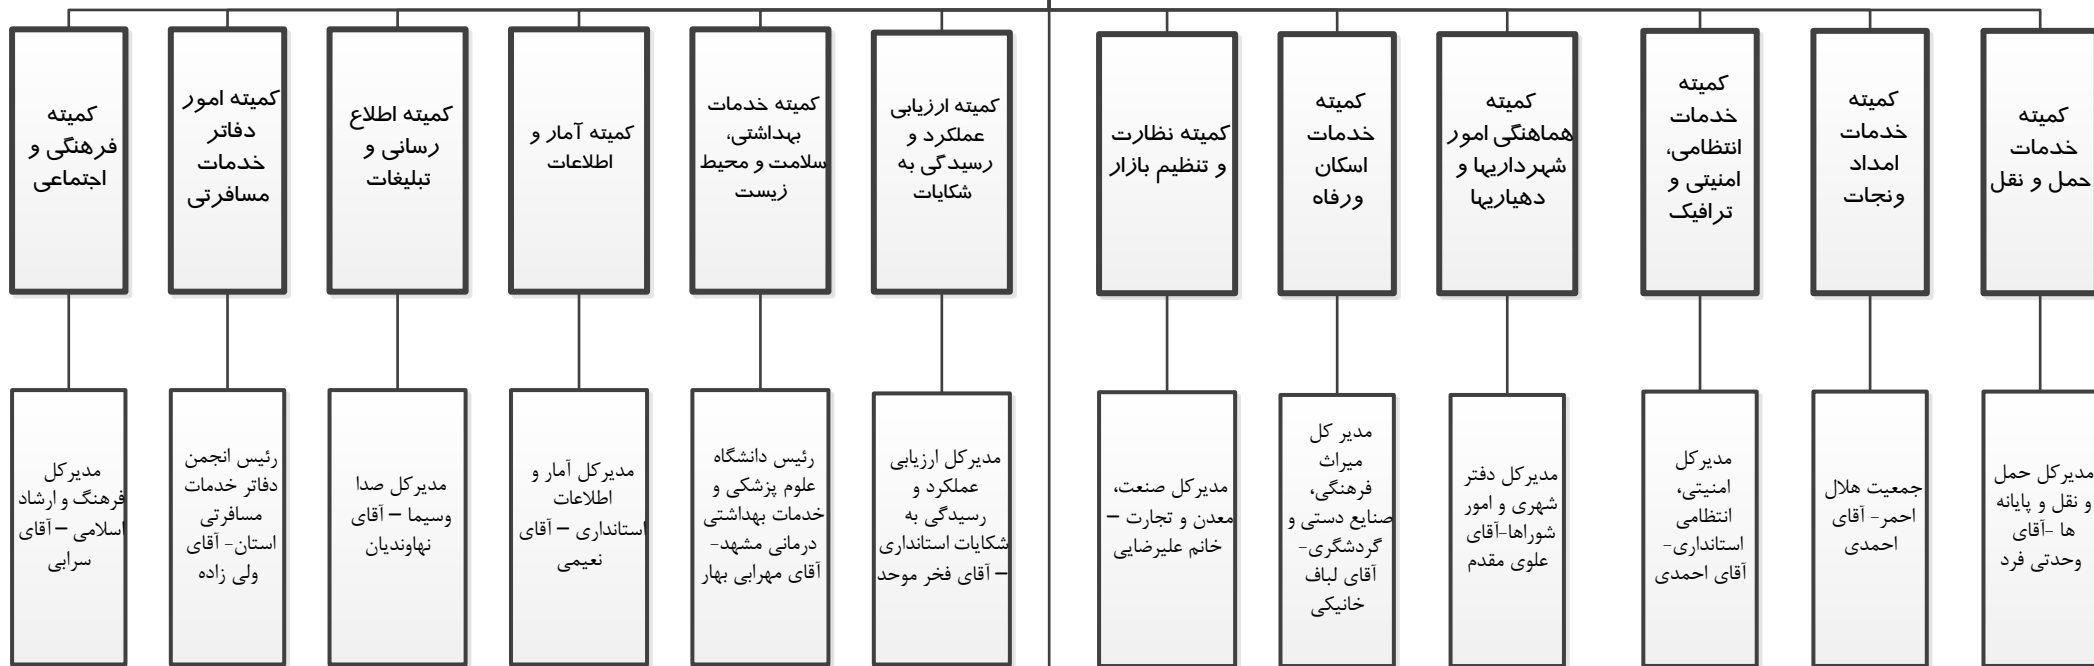 کمیته
خدمات
حمل و نقل
کمیته
خدمات
امداد
ونجات
کمیته
خدمات
انتظامی،
امنیتی و
ترافیک
کمیته
هماهنگی امور
شهرداریها و
دهیاریها
کمیته
خدمات
اسکان
ورفاه
کمیته نظارت
و تنظیم بازار
کمیته ارزیابی
عملکرد و
رسیدگی به
شکایات
کمیته خدمات
بهداشتی،
سلامت و محیط
زیست
کمیته آمار و
اطلاعات
کمیته اطلاع
رسانی و
تبلیغات
کمیته امور
دفاتر
خدمات
مسافرتی
کمیته
فرهنگی و
اجتماعی
مدیرکل حمل
و نقل و پایانه
ها -آقای
وحدتی فرد
جمعیت هلال
احمر- آقای
احمدی
مدیرکل
امنیتی،
انتظامی
استانداری-
آقای احمدی
مدیرکل دفتر
شهری و امور
شوراها-آقای
علوی مقدم
مدیر کل
میراث
فرهنگی،
صنایع دستی و
گردشگری-
آقای لباف
خانیکی
مدیرکل صنعت،
معدن و تجارت –
خانم علیرضایی
مدیرکل ارزیابی
عملکرد و
رسیدگی به
شکایات استانداری
– آقای فخر موحد
رئیس دانشگاه
علوم پزشکی و
خدمات بهداشتی
درمانی مشهد-
آقای مهرابی بهار
مدیرکل آمار و
اطلاعات
استانداری – آقای
نعیمی
مدیرکل صدا
وسیما – آقای
نهاوندیان
رئیس انجمن
دفاتر خدمات
مسافرتی
استان- آقای
ولی زاده
مدیرکل
فرهنگ و ارشاد
اسلامی – آقای
سرابی